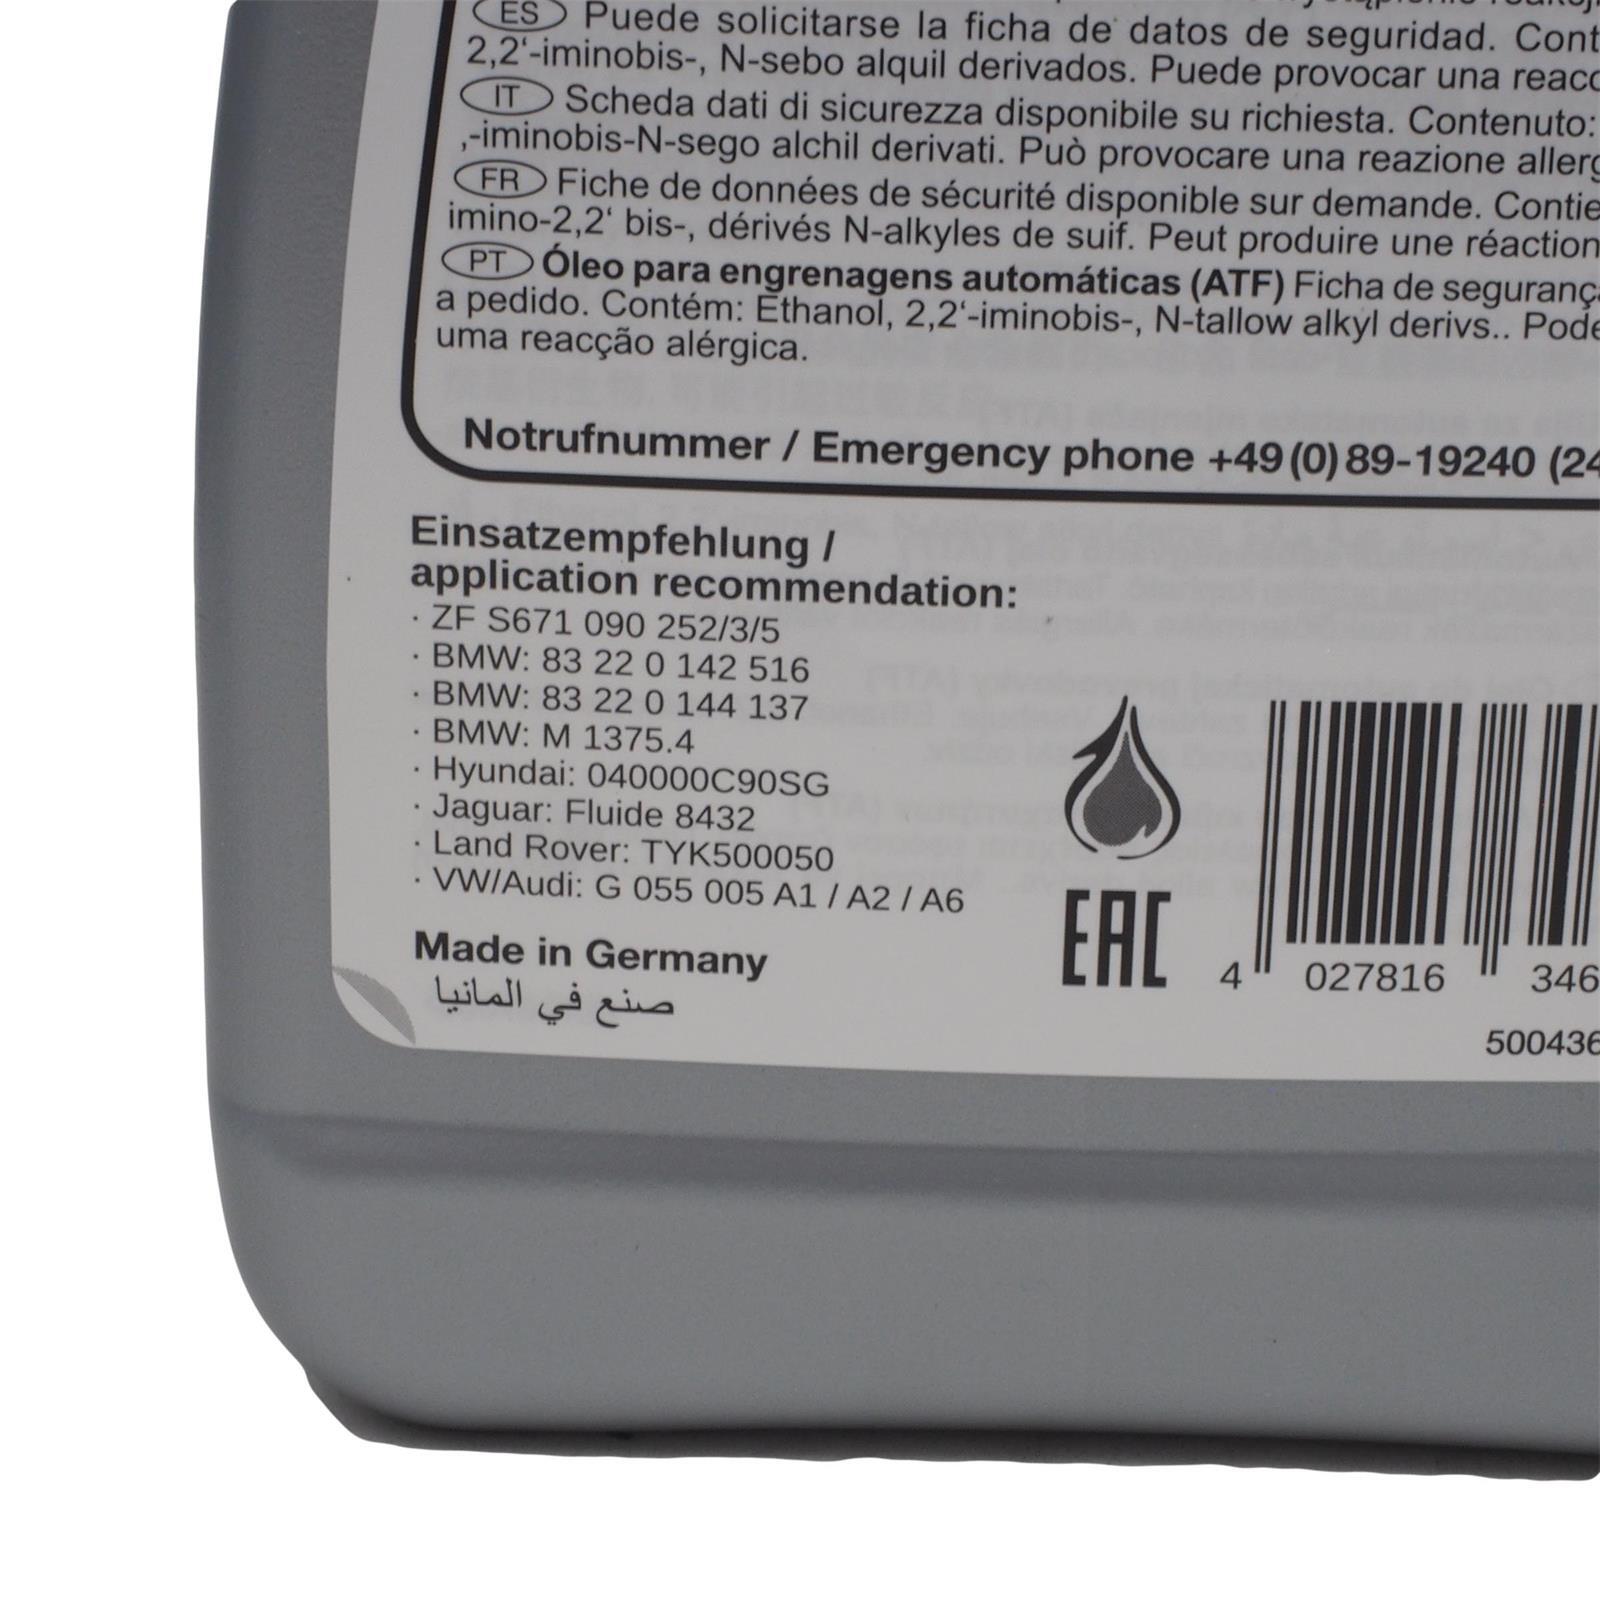 ES Puede solicitarse la ficha de datos de seguridad. Cont
2,2‘-iminobis-, N-sebo alquil derivados. Puede provocar una reacc
IT Scheda dati di sicurezza disponibile su richiesta. Contenuto:
,-iminobis-N-sego alchil derivati. Può provocare una reazione allerg
FR Fiche de données de sécurité disponible sur demande. Contie
imino-2,2‘ bis-, dérivés N-alkyles de suif. Peut produire une réaction
PT Óleo para engrenagens automáticas (ATF) Ficha de seguranç
a pedido. Contém: Ethanol, 2,2‘-iminobis-, N-tallow alkyl derivs.. Pode
uma reacção alérgica.
Notrufnummer / Emergency phone +49 (0) 89-19240 (24
Einsatzempfehlung /
application recommendation:
· ZF S671 090 252/3/5
· BMW: 83 22 0 142 516
· BMW: 83 22 0 144 137
· BMW: M 1375.4
· Hyundai: 040000C90SG
· Jaguar: Fluide 8432
· Land Rover: TYK500050
· VW/Audi: G 055 005 A1 / A2 / A6
Made in Germany
صنع في المانيا
EAC
4 027816 346
500436